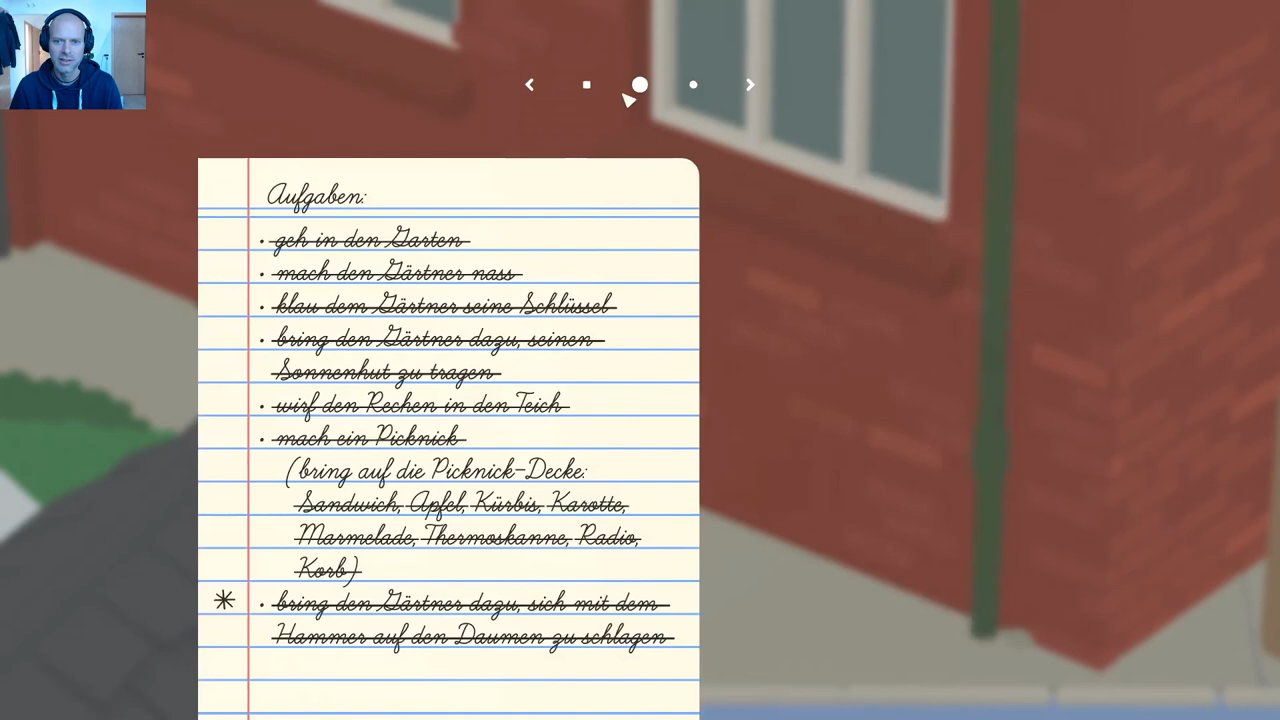 Aufgaben:
• geh in den Garten
• mach den Gärtner nass
• klau dem Gärtner seine Schlüssel
• bring den Gärtner dazu, seinen
Sonnenhut zu tragen
• wirf den Rechen in den Teich
• mach ein Picknick
(bring auf die Picknick-Decke:
Sandwich, Apfel, Kürbis, Karotte,
Marmelade, Thermoskanne, Radio,
Korb)
• bring den Gärtner dazu, sich mit dem
Hammer auf den Daumen zu schlagen